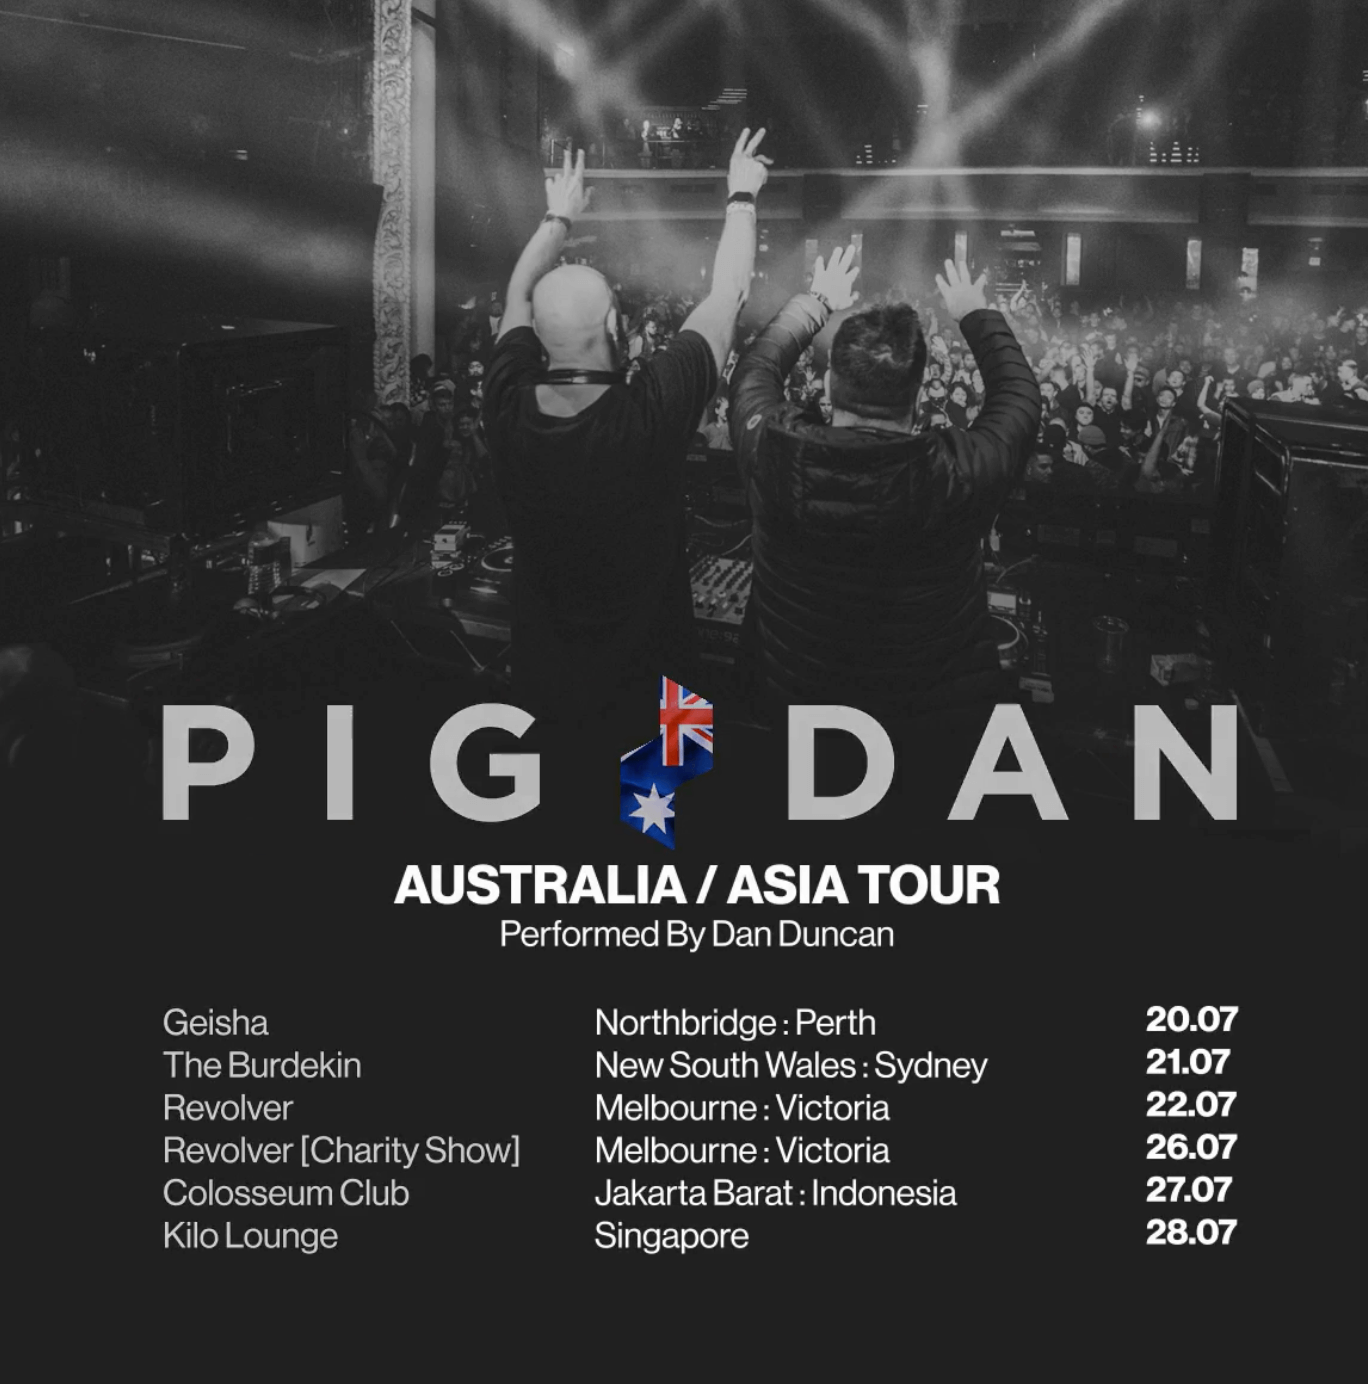 PIG DAN
AUSTRALIA / ASIA TOUR
Performed By Dan Duncan
Geisha Northbridge : Perth 20.07
The Burdekin New South Wales : Sydney 21.07
Revolver Melbourne : Victoria 22.07
Revolver [Charity Show] Melbourne : Victoria 26.07
Colosseum Club Jakarta Barat : Indonesia 27.07
Kilo Lounge Singapore 28.07